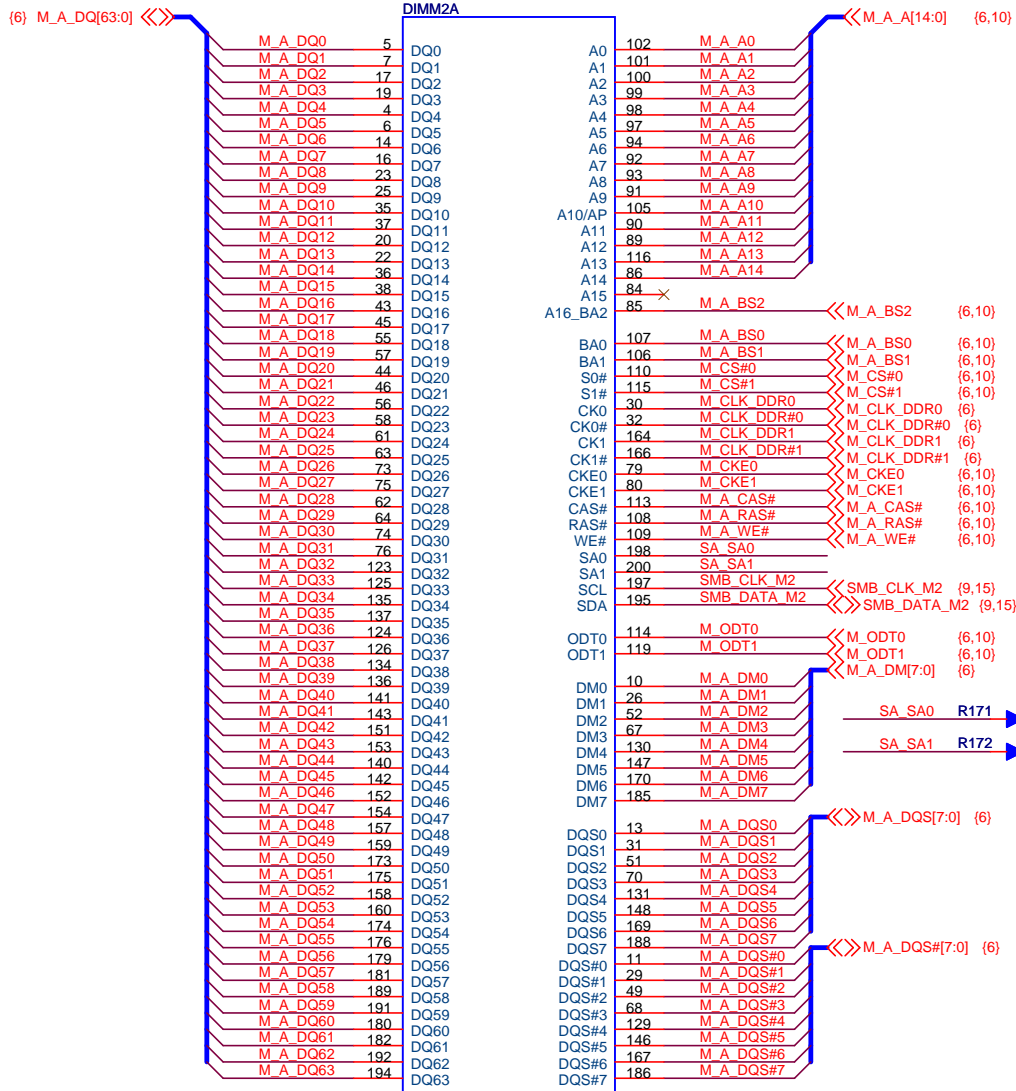 DIMM2A
{6} M_A_DQ[63:0] M_A_A[14:0] {6,10}
M_A_DQ0 5 DQ0 A0 102 M_A_A0
M_A_DQ1 7 DQ1 A1 101 M_A_A1
M_A_DQ2 17 DQ2 A2 100 M_A_A2
M_A_DQ3 19 DQ3 A3 99 M_A_A3
M_A_DQ4 4 DQ4 A4 98 M_A_A4
M_A_DQ5 6 DQ5 A5 97 M_A_A5
M_A_DQ6 14 DQ6 A6 94 M_A_A6
M_A_DQ7 16 DQ7 A7 92 M_A_A7
M_A_DQ8 23 DQ8 A8 93 M_A_A8
M_A_DQ9 25 DQ9 A9 91 M_A_A9
M_A_DQ10 35 DQ10 A10/AP 105 M_A_A10
M_A_DQ11 37 DQ11 A11 90 M_A_A11
M_A_DQ12 20 DQ12 A12 89 M_A_A12
M_A_DQ13 22 DQ13 A13 116 M_A_A13
M_A_DQ14 36 DQ14 A14 86 M_A_A14
M_A_DQ15 38 DQ15 A15 84
M_A_DQ16 43 DQ16 A16_BA2 85 M_A_BS2 M_A_BS2 {6,10}
M_A_DQ17 45 DQ17
M_A_DQ18 55 DQ18 BA0 107 M_A_BS0 M_A_BS0 {6,10}
M_A_DQ19 57 DQ19 BA1 106 M_A_BS1 M_A_BS1 {6,10}
M_A_DQ20 44 DQ20 S0# 110 M_CS#0 M_CS#0 {6,10}
M_A_DQ21 46 DQ21 S1# 115 M_CS#1 M_CS#1 {6,10}
M_A_DQ22 56 DQ22 CK0 30 M_CLK_DDR0 M_CLK_DDR0 {6}
M_A_DQ23 58 DQ23 CK0# 32 M_CLK_DDR#0 M_CLK_DDR#0 {6}
M_A_DQ24 61 DQ24 CK1 164 M_CLK_DDR1 M_CLK_DDR1 {6}
M_A_DQ25 63 DQ25 CK1# 166 M_CLK_DDR#1 M_CLK_DDR#1 {6}
M_A_DQ26 73 DQ26 CKE0 79 M_CKE0 M_CKE0 {6,10}
M_A_DQ27 75 DQ27 CKE1 80 M_CKE1 M_CKE1 {6,10}
M_A_DQ28 62 DQ28 CAS# 113 M_A_CAS# M_A_CAS# {6,10}
M_A_DQ29 64 DQ29 RAS# 108 M_A_RAS# M_A_RAS# {6,10}
M_A_DQ30 74 DQ30 WE# 109 M_A_WE# M_A_WE# {6,10}
M_A_DQ31 76 DQ31 SA0 198 SA_SA0
M_A_DQ32 123 DQ32 SA1 200 SA_SA1
M_A_DQ33 125 DQ33 SCL 197 SMB_CLK_M2 SMB_CLK_M2 {9,15}
M_A_DQ34 135 DQ34 SDA 195 SMB_DATA_M2 SMB_DATA_M2 {9,15}
M_A_DQ35 137 DQ35
M_A_DQ36 124 DQ36 ODT0 114 M_ODT0 M_ODT0 {6,10}
M_A_DQ37 126 DQ37 ODT1 119 M_ODT1 M_ODT1 {6,10}
M_A_DQ38 134 DQ38 M_A_DM[7:0] {6}
M_A_DQ39 136 DQ39 DM0 10 M_A_DM0
M_A_DQ40 141 DQ40 DM1 26 M_A_DM1
M_A_DQ41 143 DQ41 DM2 52 M_A_DM2 SA_SA0 R171
M_A_DQ42 151 DQ42 DM3 67 M_A_DM3
M_A_DQ43 153 DQ43 DM4 130 M_A_DM4 SA_SA1 R172
M_A_DQ44 140 DQ44 DM5 147 M_A_DM5
M_A_DQ45 142 DQ45 DM6 170 M_A_DM6
M_A_DQ46 152 DQ46 DM7 185 M_A_DM7
M_A_DQ47 154 DQ47 M_A_DQS[7:0] {6}
M_A_DQ48 157 DQ48 DQS0 13 M_A_DQS0
M_A_DQ49 159 DQ49 DQS1 31 M_A_DQS1
M_A_DQ50 173 DQ50 DQS2 51 M_A_DQS2
M_A_DQ51 175 DQ51 DQS3 70 M_A_DQS3
M_A_DQ52 158 DQ52 DQS4 131 M_A_DQS4
M_A_DQ53 160 DQ53 DQS5 148 M_A_DQS5
M_A_DQ54 174 DQ54 DQS6 169 M_A_DQS6
M_A_DQ55 176 DQ55 DQS7 188 M_A_DQS7 M_A_DQS#[7:0] {6}
M_A_DQ56 179 DQ56 DQS#0 11 M_A_DQS#0
M_A_DQ57 181 DQ57 DQS#1 29 M_A_DQS#1
M_A_DQ58 189 DQ58 DQS#2 49 M_A_DQS#2
M_A_DQ59 191 DQ59 DQS#3 68 M_A_DQS#3
M_A_DQ60 180 DQ60 DQS#4 129 M_A_DQS#4
M_A_DQ61 182 DQ61 DQS#5 146 M_A_DQS#5
M_A_DQ62 192 DQ62 DQS#6 167 M_A_DQS#6
M_A_DQ63 194 DQ63 DQS#7 186 M_A_DQS#7